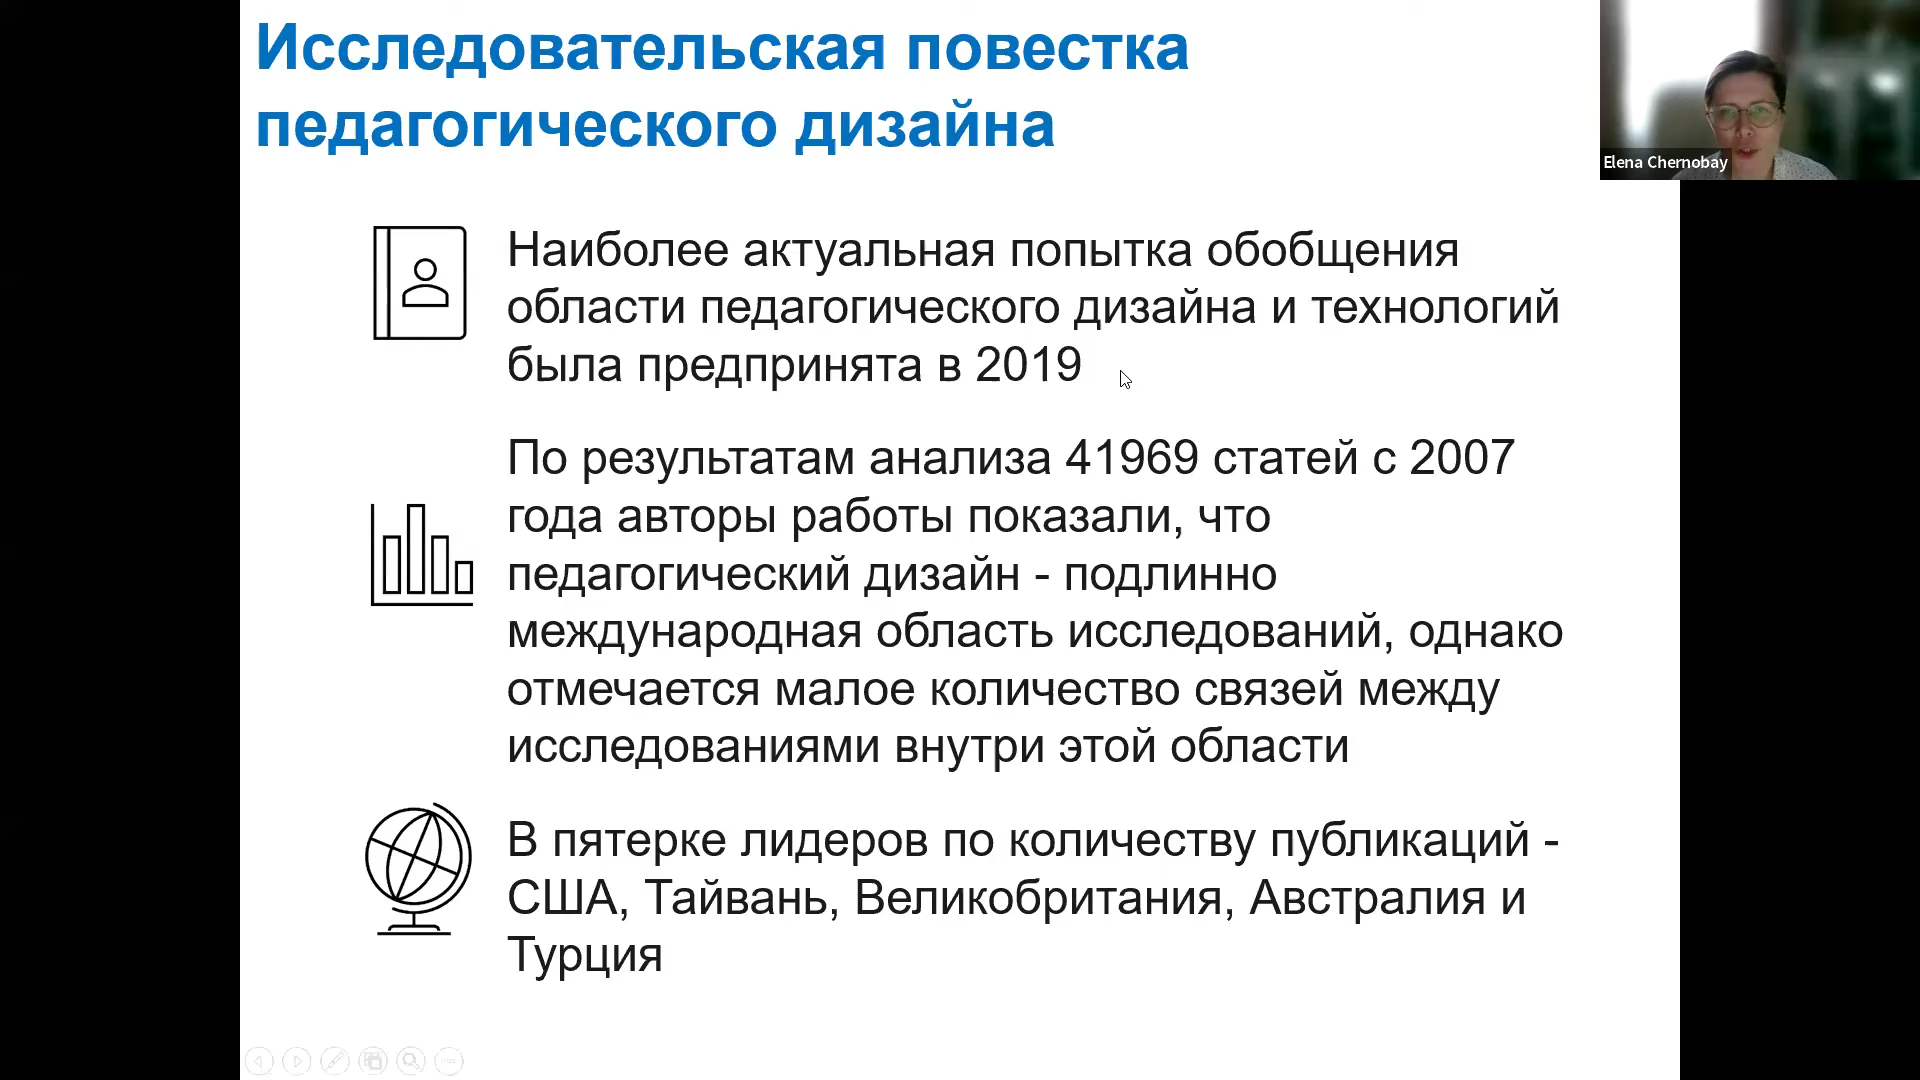 Исследовательская повестка
педагогического дизайна
Elena Chernobay
Наиболее актуальная попытка обобщения
области педагогического дизайна и технологий
была предпринята в 2019
По результатам анализа 41969 статей с 2007
года авторы работы показали, что
педагогический дизайн - подлинно
международная область исследований, однако
отмечается малое количество связей между
исследованиями внутри этой области
В пятерке лидеров по количеству публикаций -
США, Тайвань, Великобритания, Австралия и
Турция